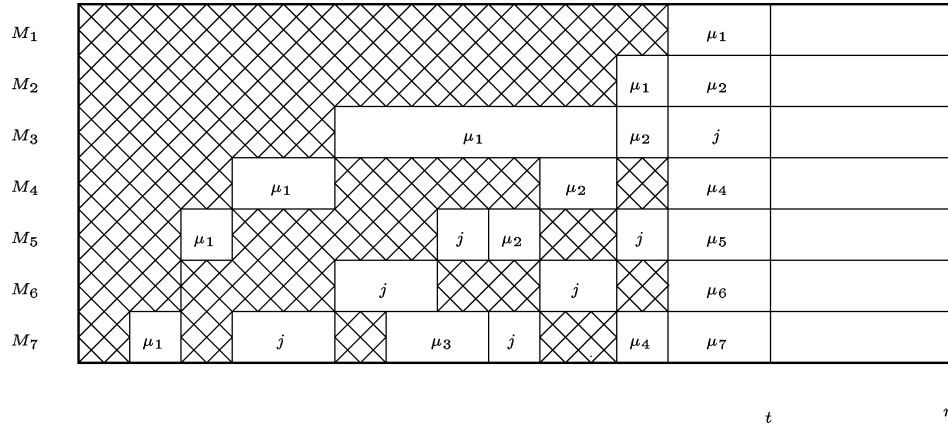 M₁ μ₁
M₂ μ₁ μ₂
M₃ μ₁ μ₂ j
M₄ μ₁ μ₂ μ₄
M₅ μ₁ j μ₂ j μ₅
M₆ j j μ₆
M₇ μ₁ j μ₃ j μ₄ μ₇
t